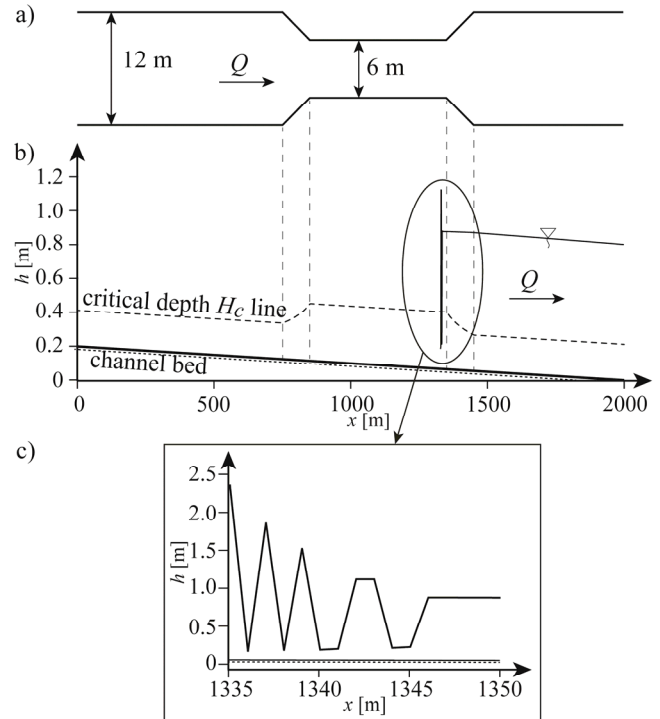 a)
12 m
Q
6 m
b)
1.2
1.0
0.8
0.6
0.4
0.2
0
h [m]
critical depth Hc line
channel bed
Q
0
500
1000
1500
2000
x [m]
c)
2.5
2.0
1.5
1.0
0.5
0
h [m]
1335
1340
1345
1350
x [m]